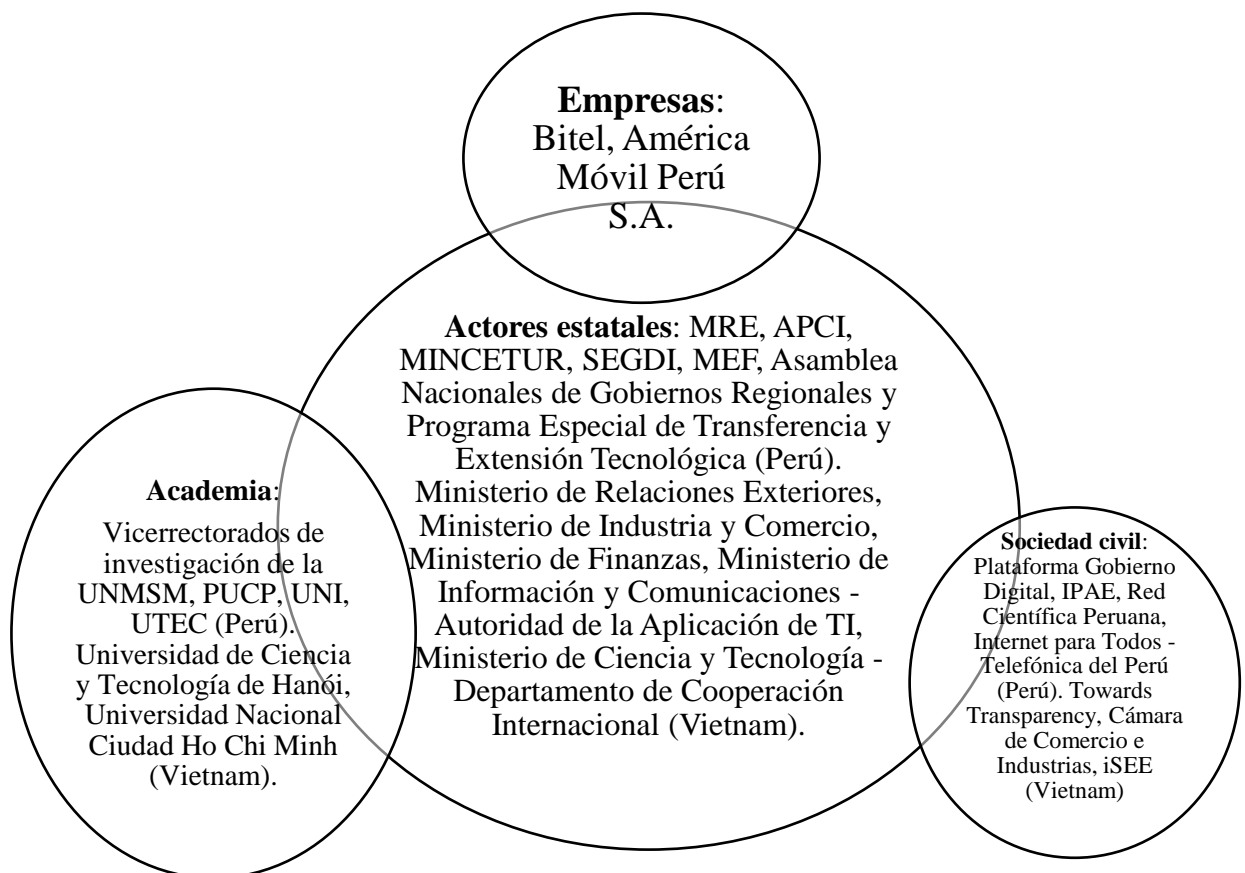 Empresas:
Bitel, América
Móvil Perú
S.A.
Actores estatales: MRE, APCI,
MINCETUR, SEGDI, MEF, Asamblea
Nacionales de Gobiernos Regionales y
Programa Especial de Transferencia y
Extensión Tecnológica (Perú).
Ministerio de Relaciones Exteriores,
Ministerio de Industria y Comercio,
Ministerio de Finanzas, Ministerio de
Información y Comunicaciones -
Autoridad de la Aplicación de TI,
Ministerio de Ciencia y Tecnología -
Departamento de Cooperación
Internacional (Vietnam).
Academia:
Vicerrectorados de
investigación de la
UNMSM, PUCP, UNI,
UTEC (Perú).
Universidad de Ciencia
y Tecnología de Hanói,
Universidad Nacional
Ciudad Ho Chi Minh
(Vietnam).
Sociedad civil:
Plataforma Gobierno
Digital, IPAE, Red
Científica Peruana,
Internet para Todos -
Telefónica del Perú
(Perú). Towards
Transparency, Cámara
de Comercio e
Industrias, iSEE
(Vietnam)